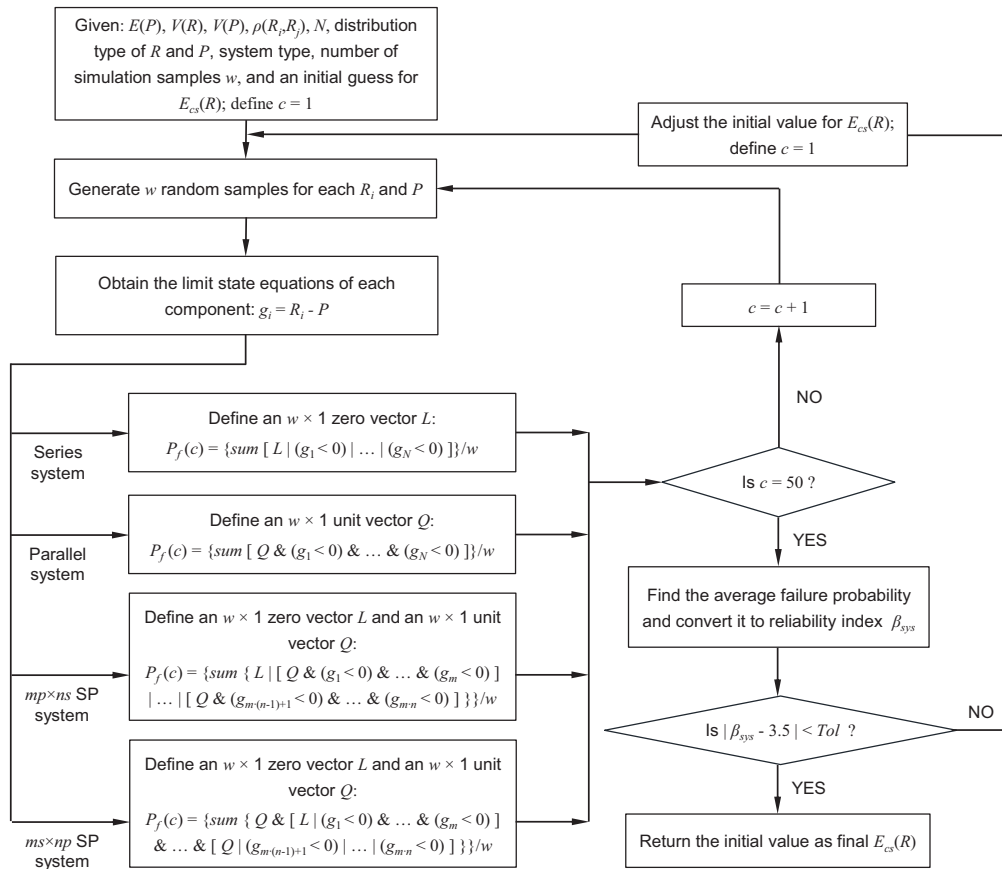 Given: E(P), V(R), V(P), ρ(Rᵢ,Rⱼ), N, distribution
type of R and P, system type, number of
simulation samples w, and an initial guess for
E_cs(R); define c = 1
Adjust the initial value for E_cs(R);
define c = 1
Generate w random samples for each R_i and P
Obtain the limit state equations of each
component: g_i = R_i - P
c = c + 1
NO
Series
system
Define an w × 1 zero vector L:
P_f (c) = {sum [ L | (g_1 < 0) | … | (g_N < 0) ]}/w
Is c = 50 ?
YES
Parallel
system
Define an w × 1 unit vector Q:
P_f (c) = {sum [ Q & (g_1 < 0) & … & (g_N < 0) ]}/w
Find the average failure probability
and convert it to reliability index β_sys
mp×ns SP
system
Define an w × 1 zero vector L and an w × 1 unit
vector Q:
P_f (c) = {sum { L | [ Q & (g_1 < 0) & … & (g_m < 0) ]
| … | [ Q & (g_{m·(n-1)+1} < 0) & … & (g_{m·n} < 0) ] }}/w
Is | β_sys - 3.5 | < Tol ?
NO
YES
ms×np SP
system
Define an w × 1 zero vector L and an w × 1 unit
vector Q:
P_f (c) = {sum { Q & [ L | (g_1 < 0) & … & (g_m < 0) ]
& … & [ Q | (g_{m·(n-1)+1} < 0) | … | (g_{m·n} < 0) ] }}/w
Return the initial value as final E_cs(R)